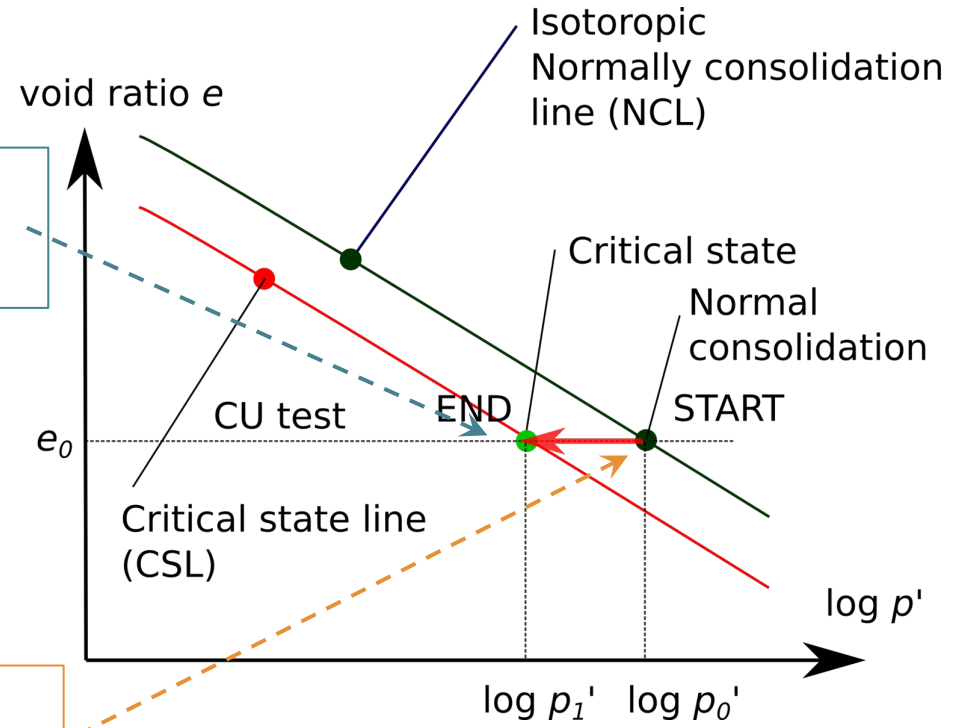 Isotoropic
Normally consolidation
line (NCL)
void ratio e
Critical state
Normal
consolidation
CU test
END
START
e0
Critical state line
(CSL)
log p'
log p1'
log p0'